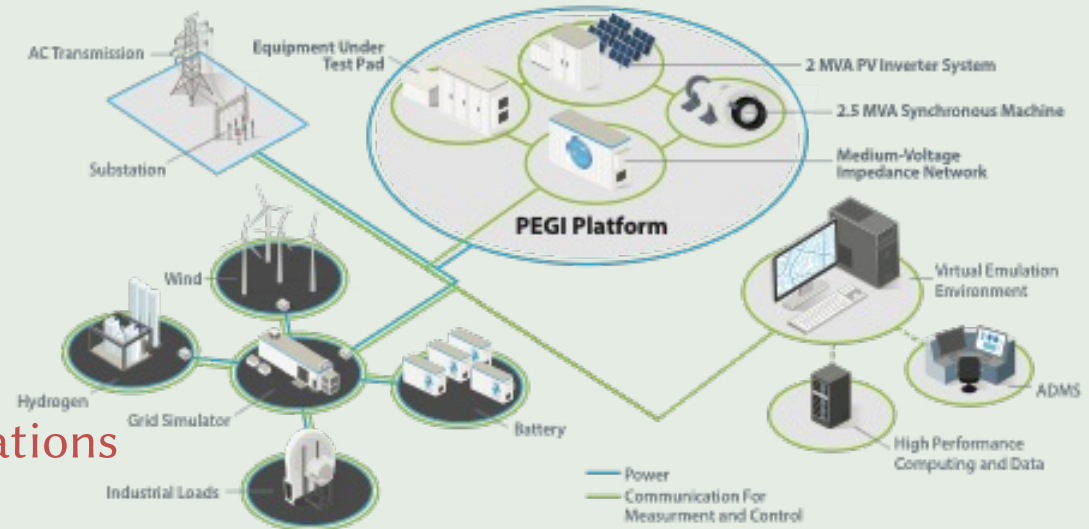 AC Transmission
Substation
Equipment Under
Test Pad
2 MVA PV Inverter System
2.5 MVA Synchronous Machine
Medium-Voltage
Impedance Network
PEGI Platform
Wind
Hydrogen
Grid Simulator
Battery
ations
Industrial Loads
Virtual Emulation
Environment
ADMS
High Performance
Computing and Data
Power
Communication For
Measurment and Control